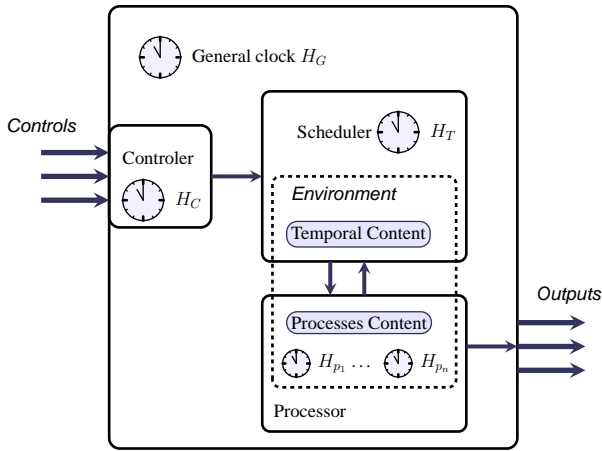 General clock H_G
Controls
Scheduler H_T
Controler
H_C
Environment
Temporal Content
Outputs
Processes Content
H_{p_1} ... H_{p_n}
Processor